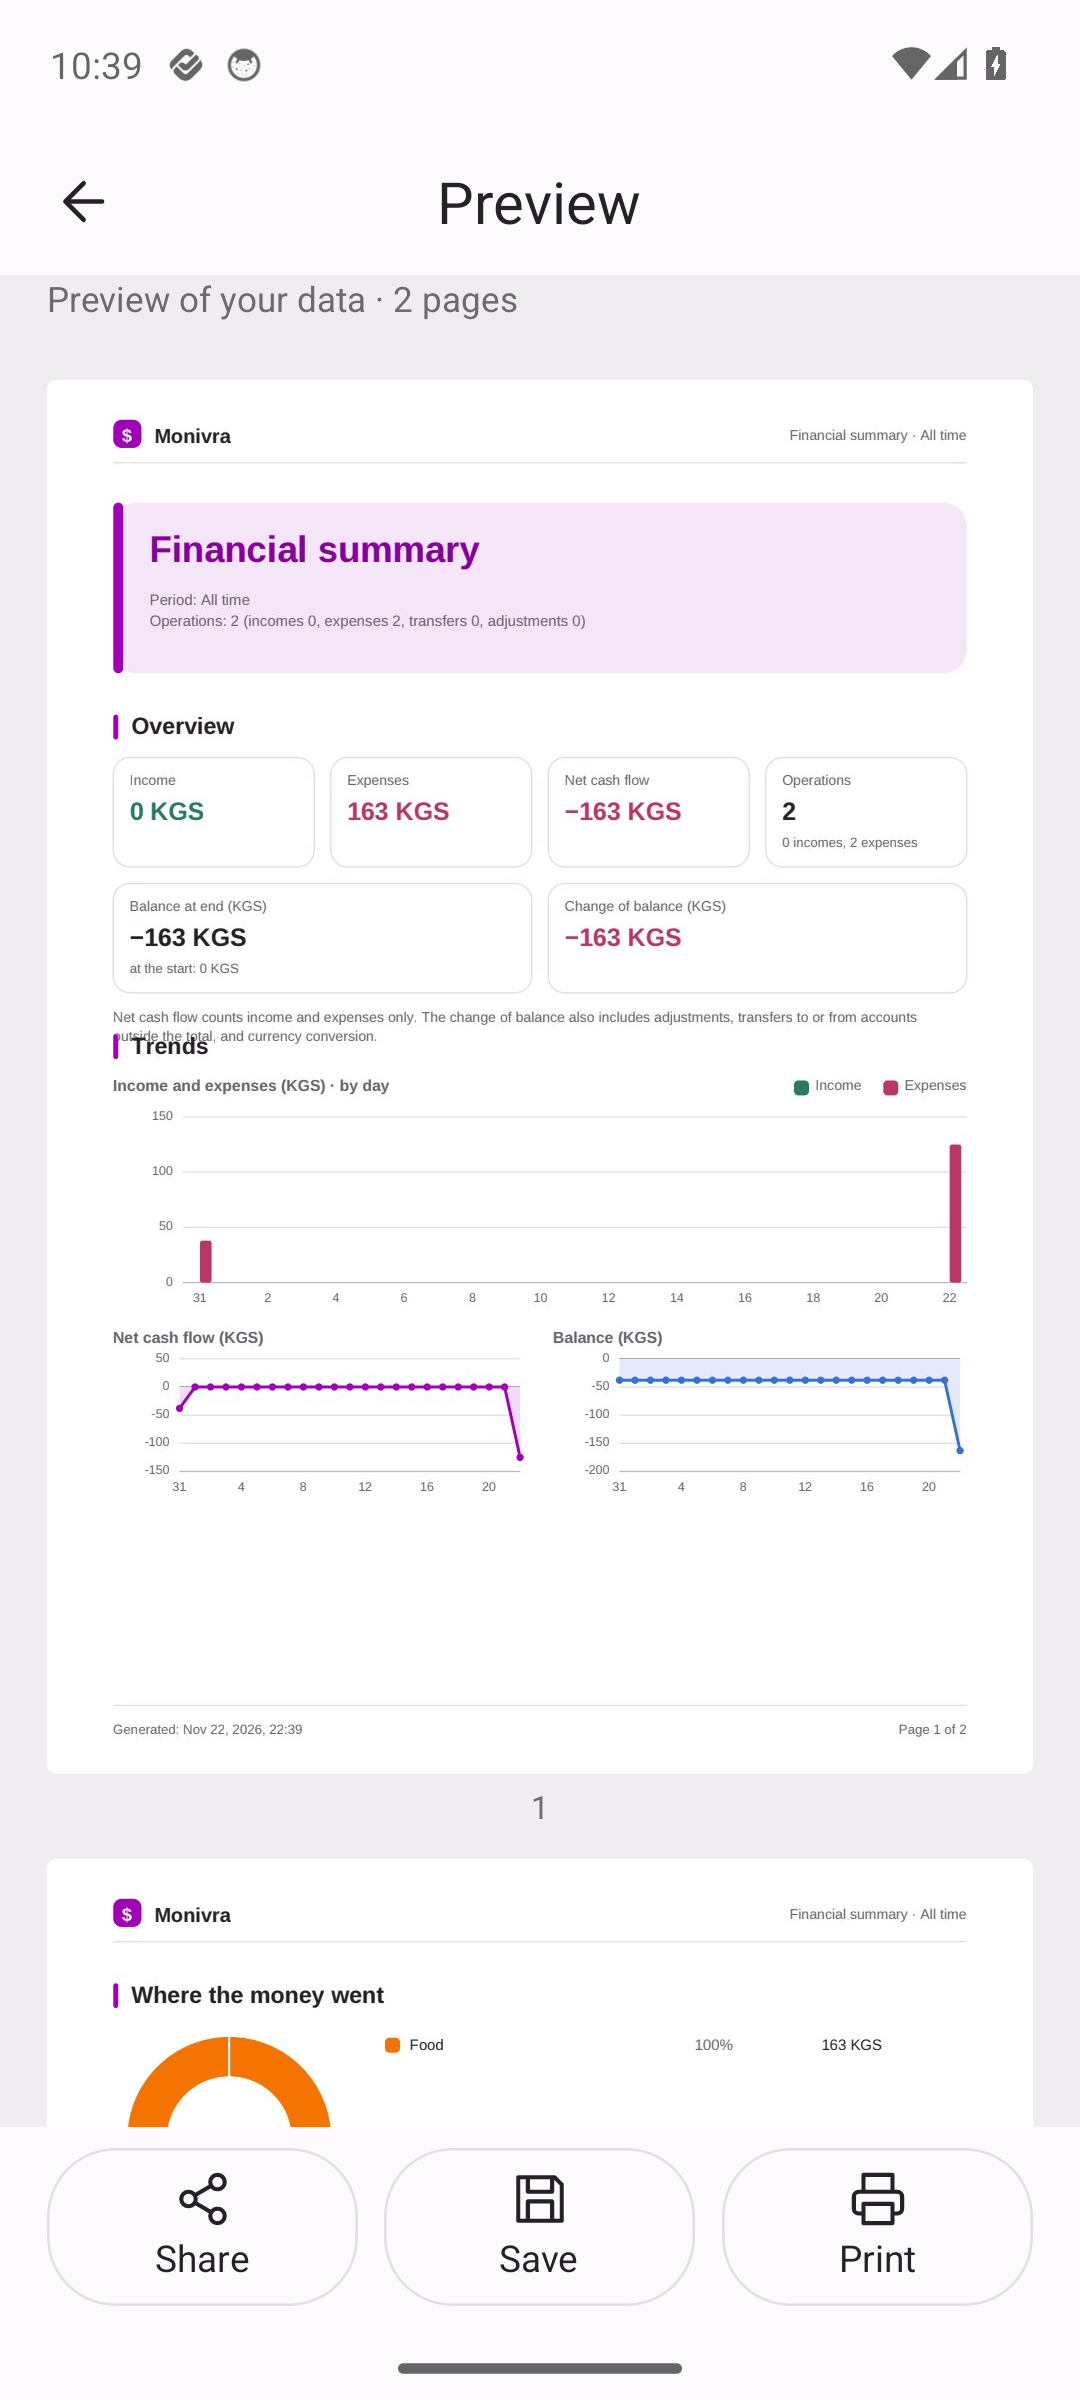 10:39
Preview
Preview of your data · 2 pages
$ Monivra
Financial summary · All time
Financial summary
Period: All time
Operations: 2 (incomes 0, expenses 2, transfers 0, adjustments 0)
Overview
Income
0 KGS
Expenses
163 KGS
Net cash flow
−163 KGS
Operations
2
0 incomes, 2 expenses
Balance at end (KGS)
−163 KGS
at the start: 0 KGS
Change of balance (KGS)
−163 KGS
Net cash flow counts income and expenses only. The change of balance also includes adjustments, transfers to or from accounts
outside the total, and currency conversion.
Trends
Income and expenses (KGS) · by day
Income
Expenses
150
100
50
0
31 2 4 6 8 10 12 14 16 18 20 22
Net cash flow (KGS)
50
0
-50
-100
-150
31 4 8 12 16 20
Balance (KGS)
0
-50
-100
-150
-200
31 4 8 12 16 20
Generated: Nov 22, 2026, 22:39
Page 1 of 2
1
$ Monivra
Financial summary · All time
Where the money went
Food 100% 163 KGS
Share
Save
Print